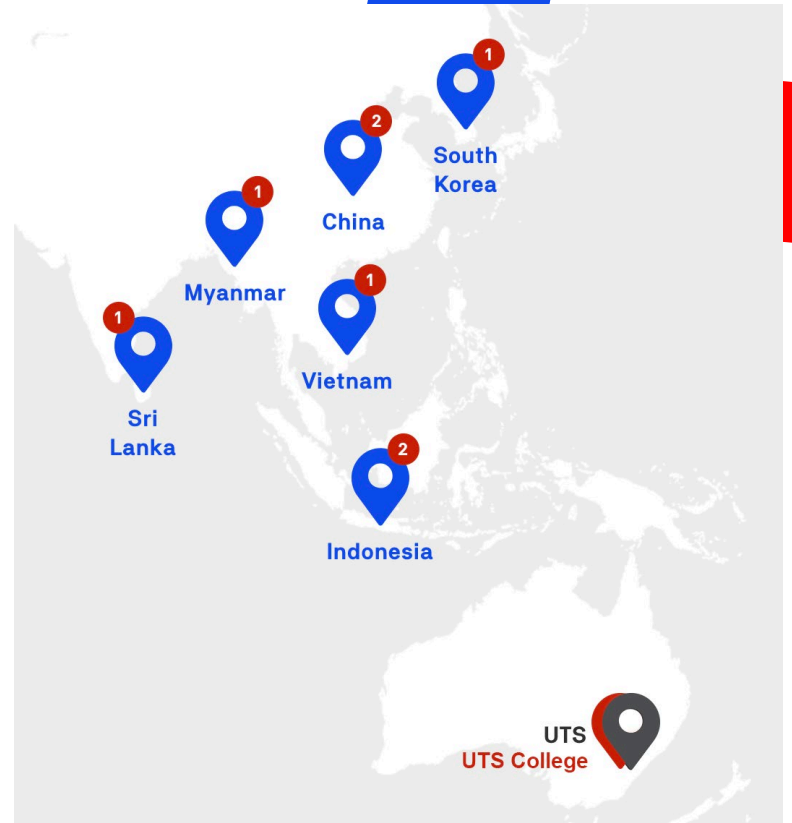 1
South
Korea
2
China
1
Myanmar
1
Vietnam
1
Sri
Lanka
2
Indonesia
UTS
UTS College